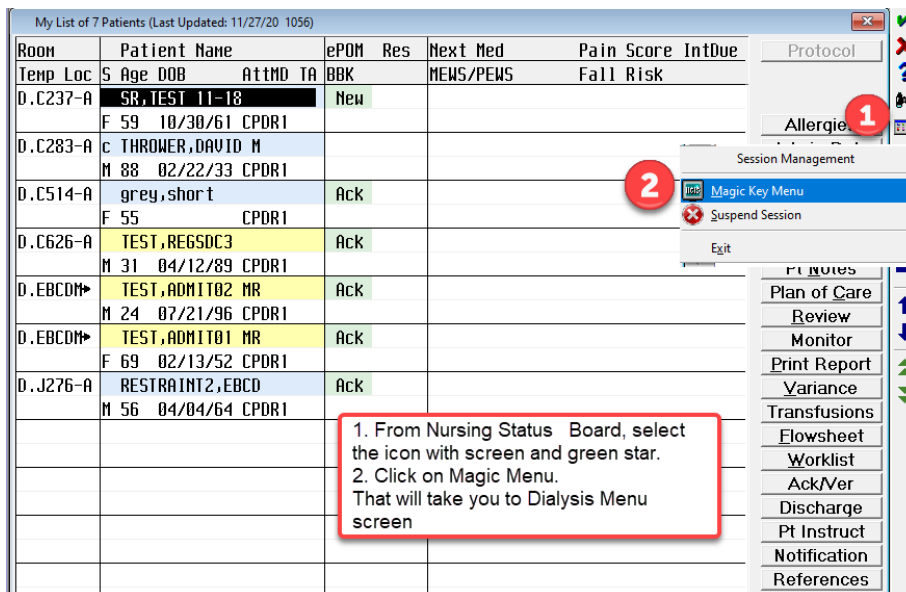 My List of 7 Patients (Last Updated: 11/27/20 1056)
Room Patient Name ePOM Res Next Med Pain Score IntDue
Temp Loc S Age DOB AttMD TA BBK MEWS/PEWS Fall Risk
Protocol
D.C237-A SR,TEST 11-18 New
F 59 10/30/61 CPDR1
Allergie
1
D.C283-A c THROWER,DAVID M
M 88 02/22/33 CPDR1
Session Management
2
Magic Key Menu
Suspend Session
Exit
D.C514-A grey,short Ack
F 55 CPDR1
D.C626-A TEST,REGSDC3 Ack
M 31 04/12/89 CPDR1
Pt Notes
D.EBCDM TEST,ADMIT02 MR Ack
M 24 07/21/96 CPDR1
Plan of Care
Review
D.EBCDM TEST,ADMIT01 MR Ack
F 69 02/13/52 CPDR1
Monitor
Print Report
D.J276-A RESTRAINT2,EBCD Ack
M 56 04/04/64 CPDR1
Variance
Transfusions
Flowsheet
Worklist
Ack/Ver
Discharge
Pt Instruct
Notification
References
1. From Nursing Status Board, select
the icon with screen and green star.
2. Click on Magic Menu.
That will take you to Dialysis Menu
screen